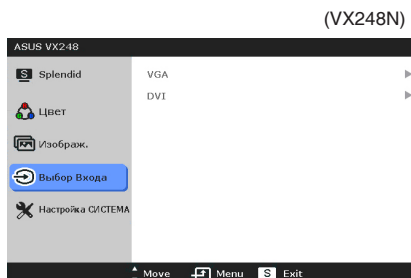 (VX248N)
ASUS VX248
S Splendid
Цвет
Изображ.
Выбор Входа
Настройка СИСТЕМА
VGA
DVI
Move Menu S Exit